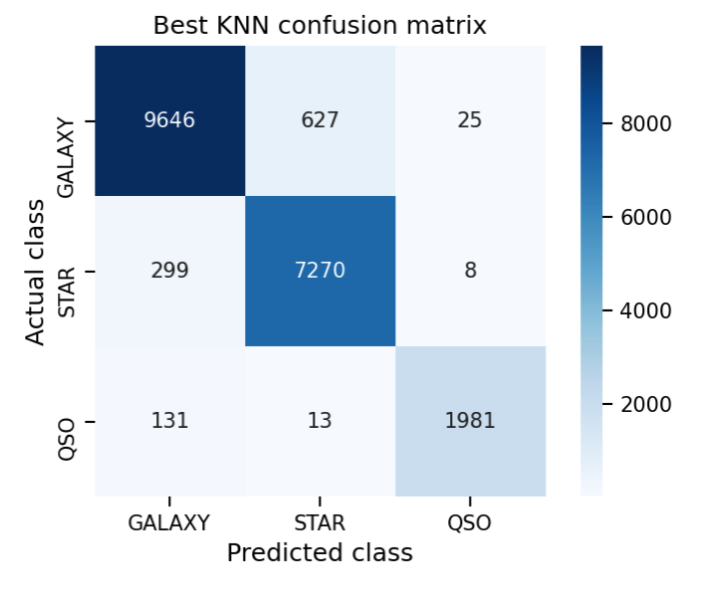 Best KNN confusion matrix
Actual class
GALAXY
9646 627 25
STAR
299 7270 8
QSO
131 13 1981
GALAXY STAR QSO
Predicted class
8000
6000
4000
2000